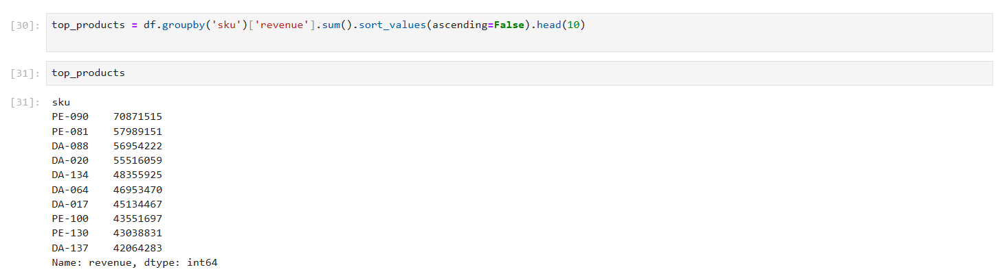 [30]: top_products = df.groupby('sku')['revenue'].sum().sort_values(ascending=False).head(10)
[31]: top_products
[31]: sku
PE-090    70871515
PE-081    57989151
DA-088    56954222
DA-020    55516059
DA-134    48355925
DA-064    46953470
DA-017    45134467
PE-100    43551697
PE-130    43038831
DA-137    42064283
Name: revenue, dtype: int64